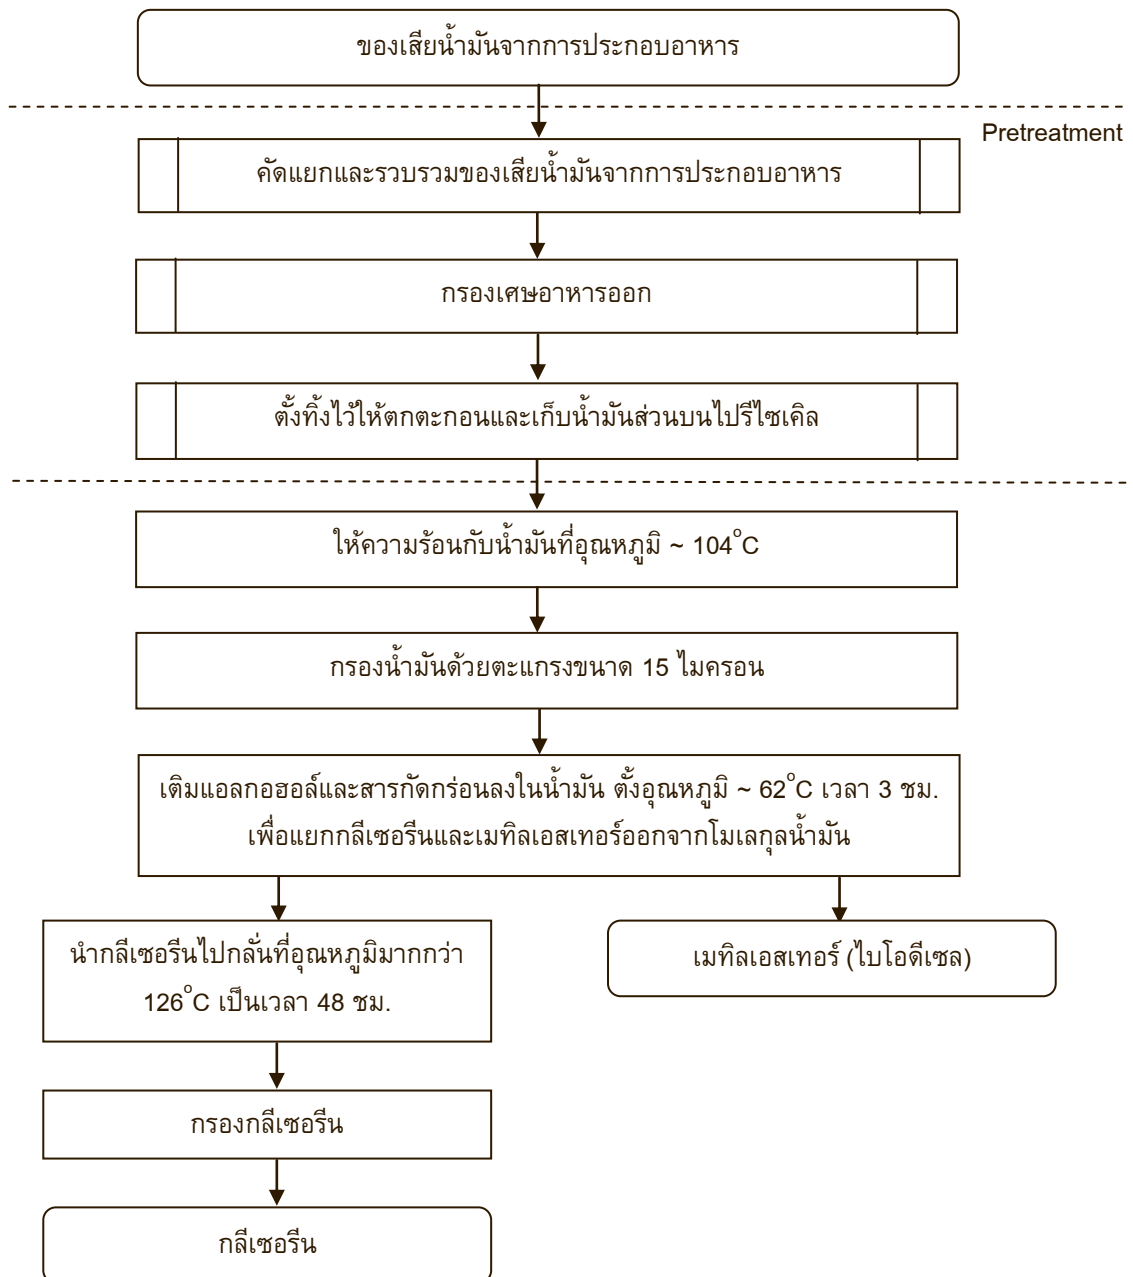 ของเสียน้ำมันจากการประกอบอาหาร
Pretreatment
คัดแยกและรวบรวมของเสียน้ำมันจากการประกอบอาหาร
กรองเศษอาหารออก
ตั้งทิ้งไว้ให้ตกตะกอนและเก็บน้ำมันส่วนบนไปรีไซเคิล
ให้ความร้อนกับน้ำมันที่อุณหภูมิ ~ 104°C
กรองน้ำมันด้วยตะแกรงขนาด 15 ไมครอน
เติมแอลกอฮอล์และสารกัดกร่อนลงในน้ำมัน ตั้งอุณหภูมิ ~ 62°C เวลา 3 ชม.
เพื่อแยกกลีเซอรีนและเมทิลเอสเทอร์ออกจากโมเลกุลน้ำมัน
นำกลีเซอรีนไปกลั่นที่อุณหภูมิมากกว่า
126°C เป็นเวลา 48 ชม.
เมทิลเอสเทอร์ (ไบโอดีเซล)
กรองกลีเซอรีน
กลีเซอรีน